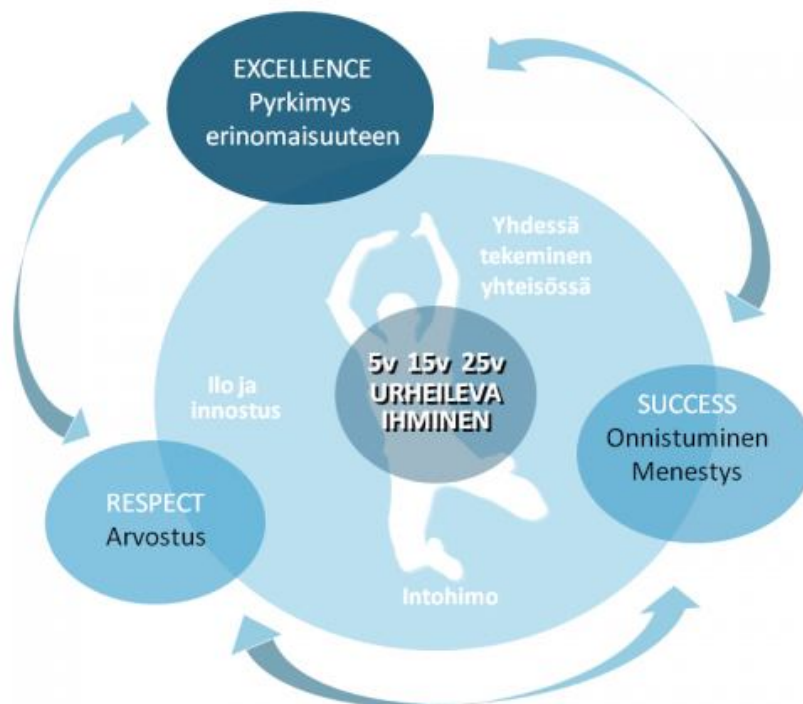 EXCELLENCE
Pyrkimys
erinomaisuuteen
Yhdessä
tekeminen
yhteisössä
5v 15v 25v
URHEILEVA
IHMINEN
Ilo ja
innostus
SUCCESS
Onnistuminen
Menestys
RESPECT
Arvostus
Intohimo